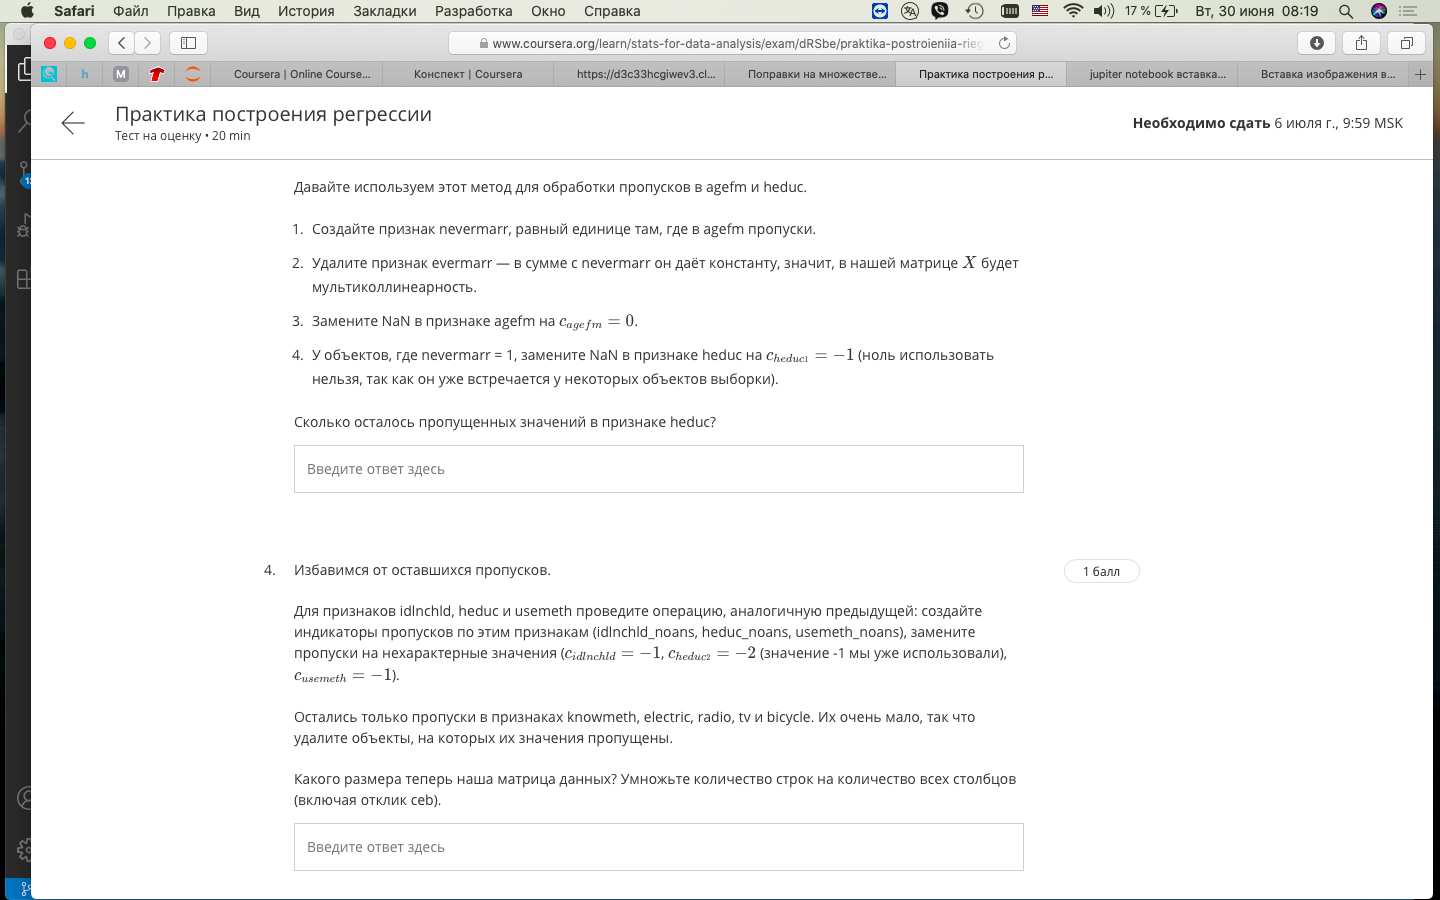 Safari Файл Правка Вид История Закладки Разработка Окно Справка 17 % Вт, 30 июня 08:19
www.coursera.org/learn/stats-for-data-analysis/exam/dRSbe/praktika-postroieniia-rieg
h M Coursera | Online Course... Конспект | Coursera https://d3c33hcgiwev3.cl... Поправки на множестве... Практика построения р... jupiter notebook вставка... Вставка изображения в... +
Практика построения регрессии
Тест на оценку • 20 min
Необходимо сдать 6 июля г., 9:59 MSK
Давайте используем этот метод для обработки пропусков в agefm и heduc.
1. Создайте признак nevermarr, равный единице там, где в agefm пропуски.
2. Удалите признак evermarr — в сумме с nevermarr он даёт константу, значит, в нашей матрице X будет
мультиколлинеарность.
3. Замените NaN в признаке agefm на c_{agefm} = 0.
4. У объектов, где nevermarr = 1, замените NaN в признаке heduc на c_{heduc_1} = −1 (ноль использовать
нельзя, так как он уже встречается у некоторых объектов выборки).
Сколько осталось пропущенных значений в признаке heduc?
Введите ответ здесь
4. Избавимся от оставшихся пропусков.
1 балл
Для признаков idlnchld, heduc и usemeth проведите операцию, аналогичную предыдущей: создайте
индикаторы пропусков по этим признакам (idlnchld_noans, heduc_noans, usemeth_noans), замените
пропуски на нехарактерные значения (c_{idlnchld} = −1, c_{heduc_2} = −2 (значение -1 мы уже использовали),
c_{usemeth} = −1).
Остались только пропуски в признаках knowmeth, electric, radio, tv и bicycle. Их очень мало, так что
удалите объекты, на которых их значения пропущены.
Какого размера теперь наша матрица данных? Умножьте количество строк на количество всех столбцов
(включая отклик ceb).
Введите ответ здесь